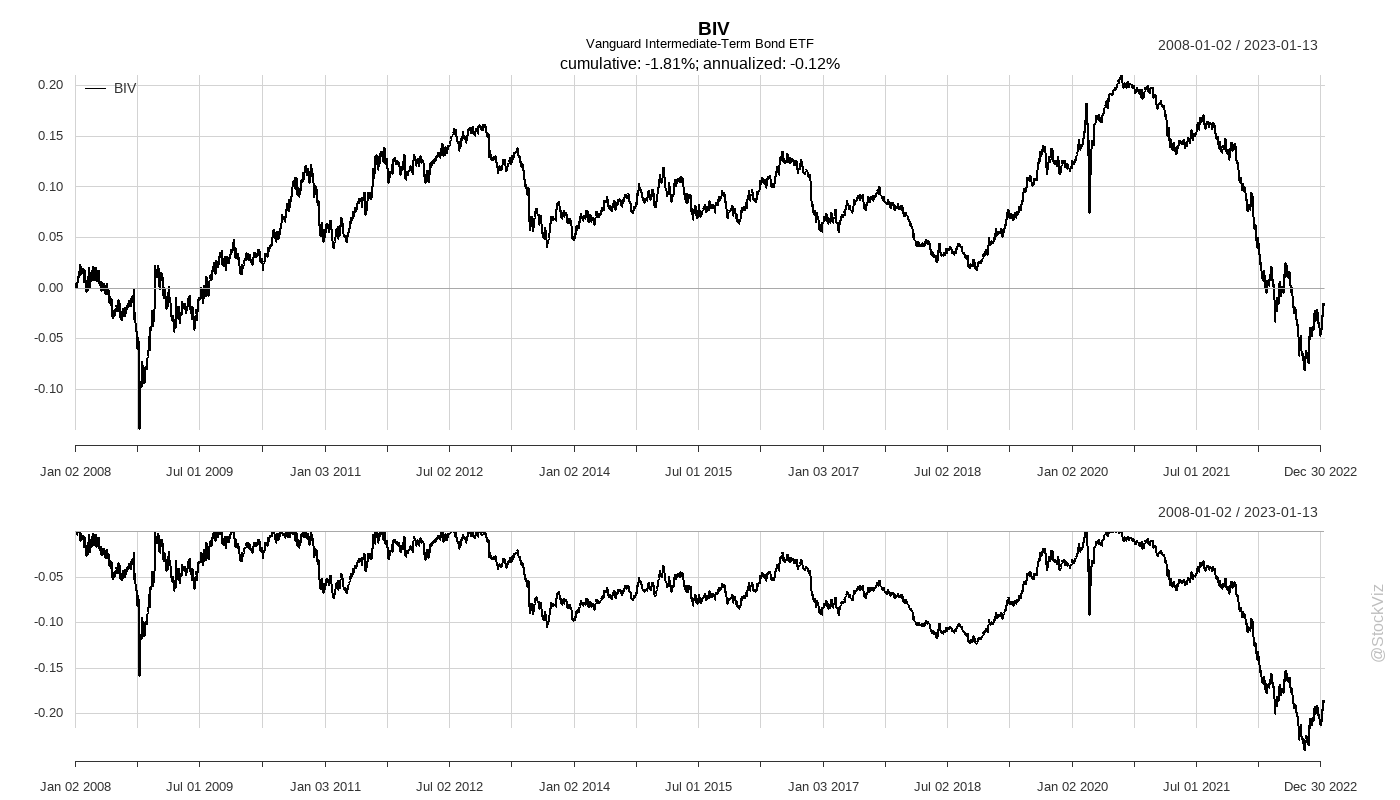 BIV
Vanguard Intermediate-Term Bond ETF
2008-01-02 / 2023-01-13
cumulative: -1.81%; annualized: -0.12%
BIV
0.20
0.15
0.10
0.05
0.00
-0.05
-0.10
Jan 02 2008 Jul 01 2009 Jan 03 2011 Jul 02 2012 Jan 02 2014 Jul 01 2015 Jan 03 2017 Jul 02 2018 Jan 02 2020 Jul 01 2021 Dec 30 2022
2008-01-02 / 2023-01-13
-0.05
-0.10
-0.15
-0.20
Jan 02 2008 Jul 01 2009 Jan 03 2011 Jul 02 2012 Jan 02 2014 Jul 01 2015 Jan 03 2017 Jul 02 2018 Jan 02 2020 Jul 01 2021 Dec 30 2022
@StockViz